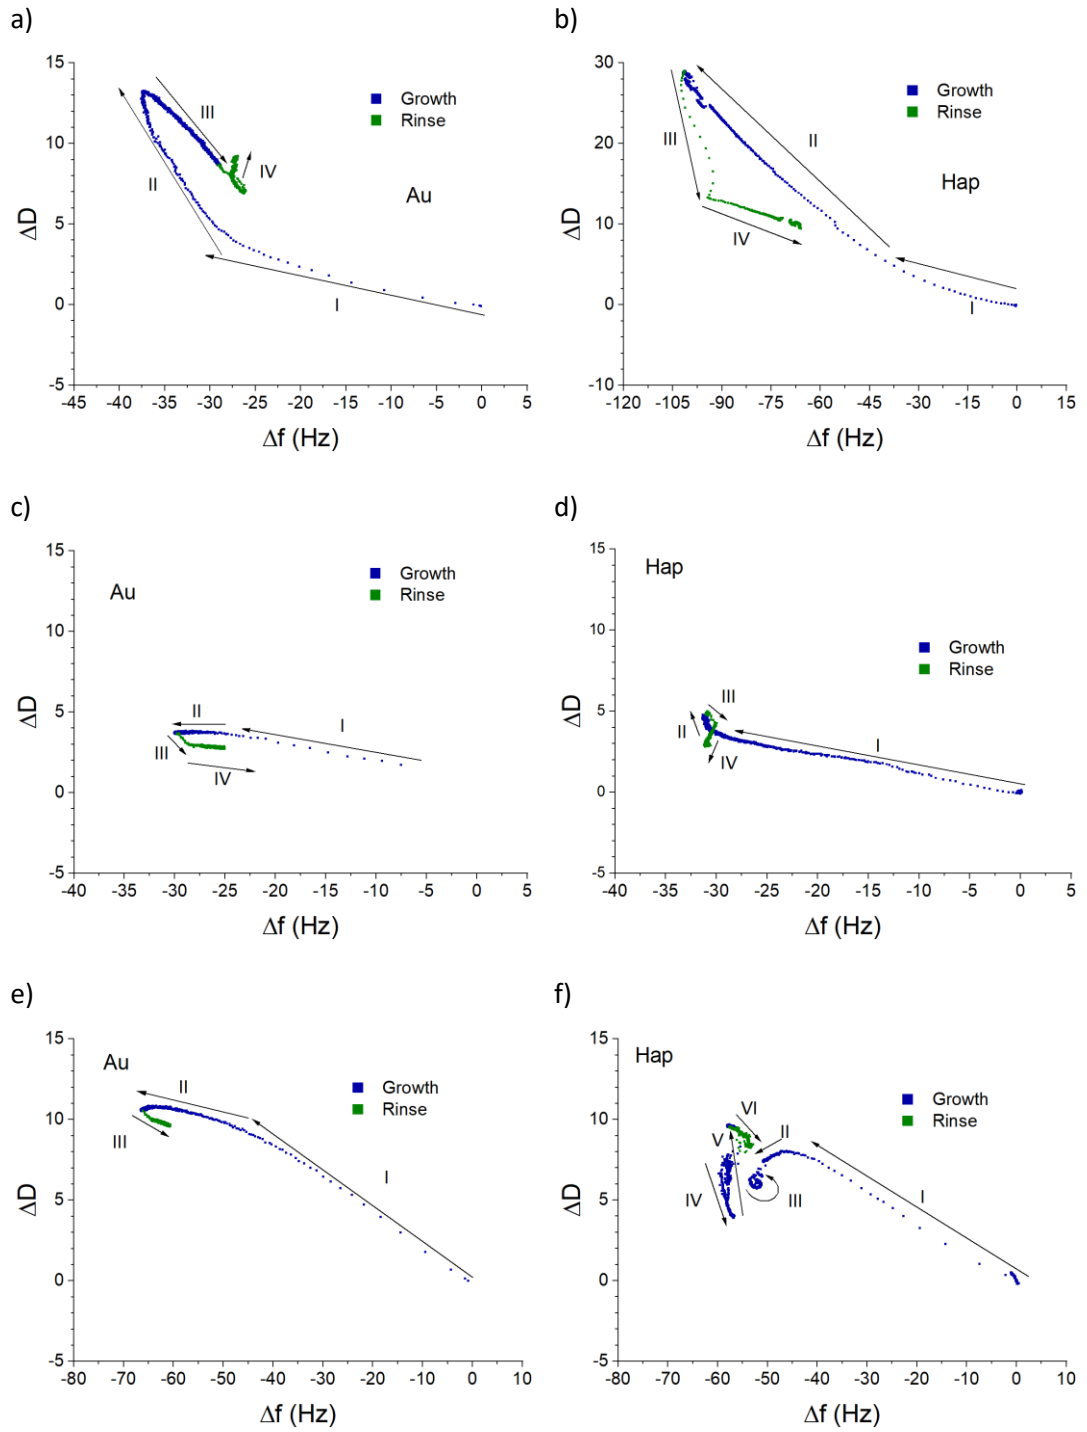 a)
15
10
5
0
-5
ΔD
-45 -40 -35 -30 -25 -20 -15 -10 -5 0 5
Δf (Hz)
Growth
Rinse
Au
I
II
III
IV
b)
30
20
10
0
-10
ΔD
-120 -105 -90 -75 -60 -45 -30 -15 0 15
Δf (Hz)
Growth
Rinse
Hap
I
II
III
IV
c)
15
10
5
0
-5
ΔD
-40 -35 -30 -25 -20 -15 -10 -5 0 5
Δf (Hz)
Au
Growth
Rinse
I
II
III
IV
d)
15
10
5
0
-5
ΔD
-40 -35 -30 -25 -20 -15 -10 -5 0 5
Δf (Hz)
Hap
Growth
Rinse
I
II
III
IV
e)
15
10
5
0
-5
ΔD
-80 -70 -60 -50 -40 -30 -20 -10 0 10
Δf (Hz)
Au
Growth
Rinse
I
II
III
f)
15
10
5
0
-5
ΔD
-80 -70 -60 -50 -40 -30 -20 -10 0 10
Δf (Hz)
Hap
Growth
Rinse
I
II
III
IV
V
VI